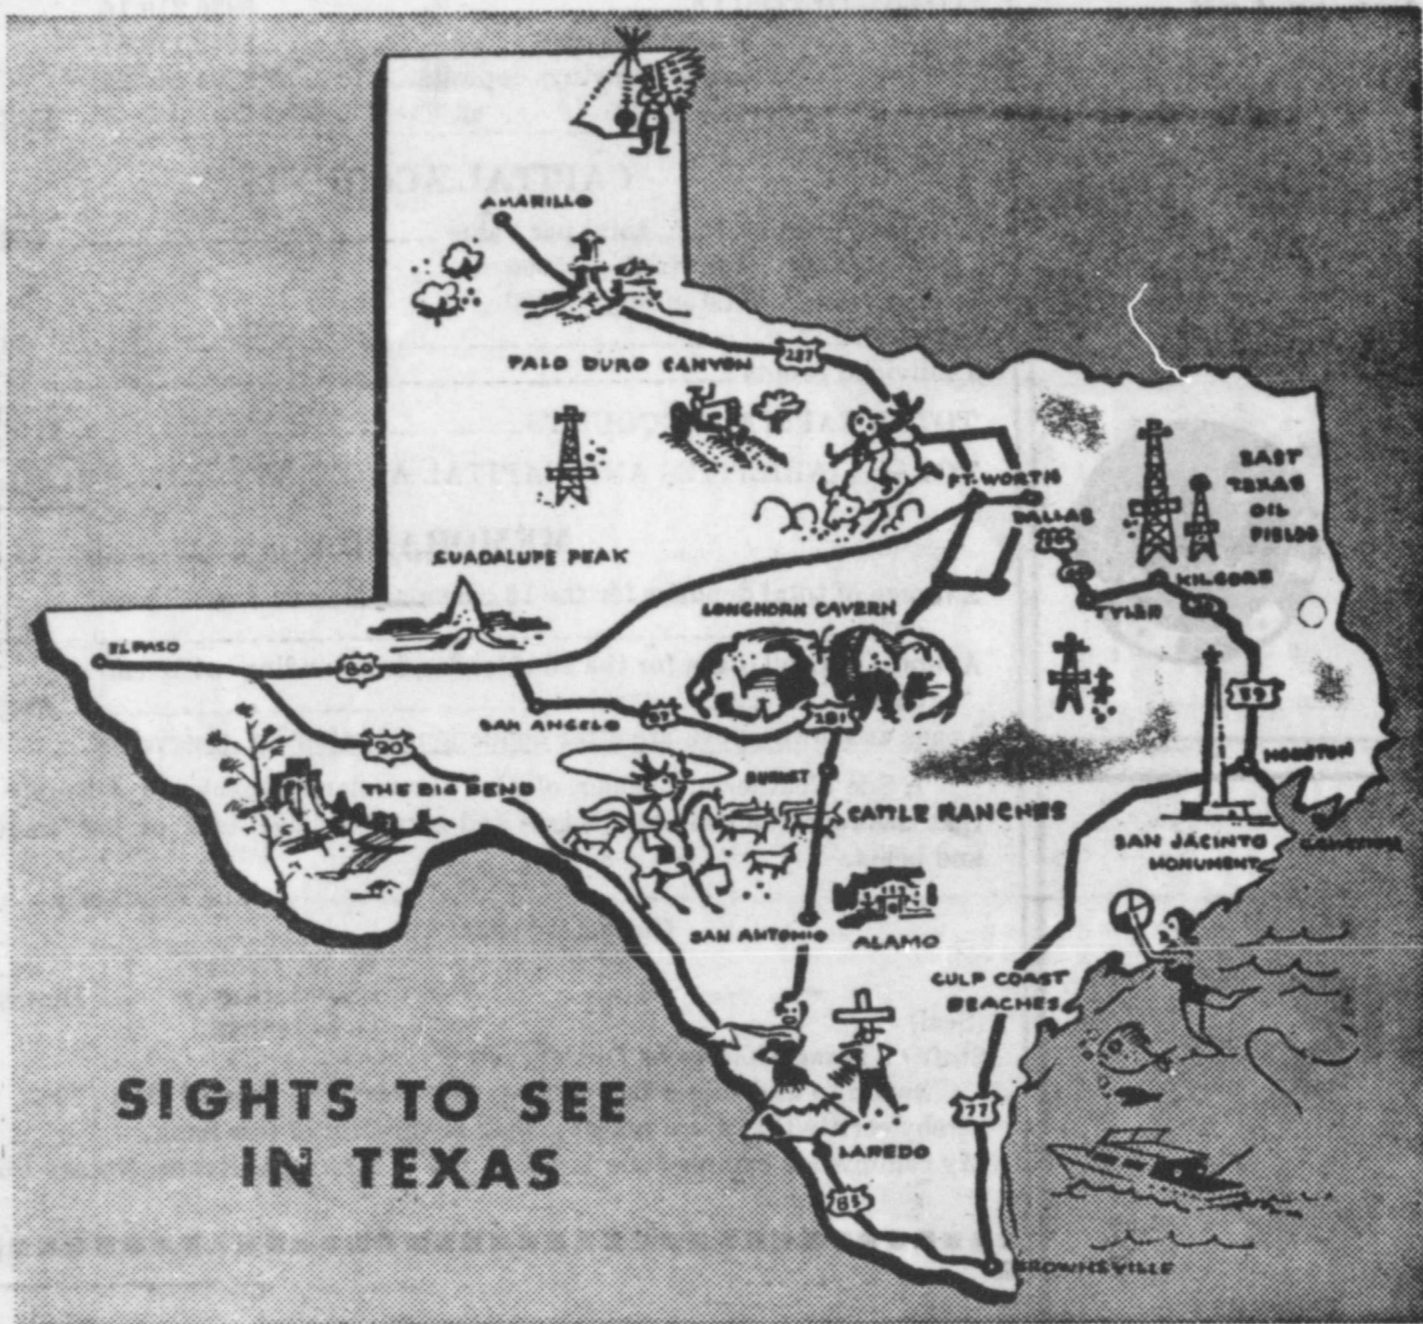 AMARILLO
PALO DURO CANYON
287
FT. WORTH
DALLAS
EAST
TEXAS
OIL
FIELDS
GUADALUPE PEAK
KILGORE
TYLER
LONGHORN CAVERN
EL PASO
80
SAN ANGELO
87
281
59
90
THE BIG BEND
BURNET
HOUSTON
CATTLE RANCHES
SAN JACINTO
MONUMENT
GALVESTON
SAN ANTONIO
ALAMO
GULF COAST
BEACHES
SIGHTS TO SEE
IN TEXAS
77
LAREDO
83
BROWNSVILLE